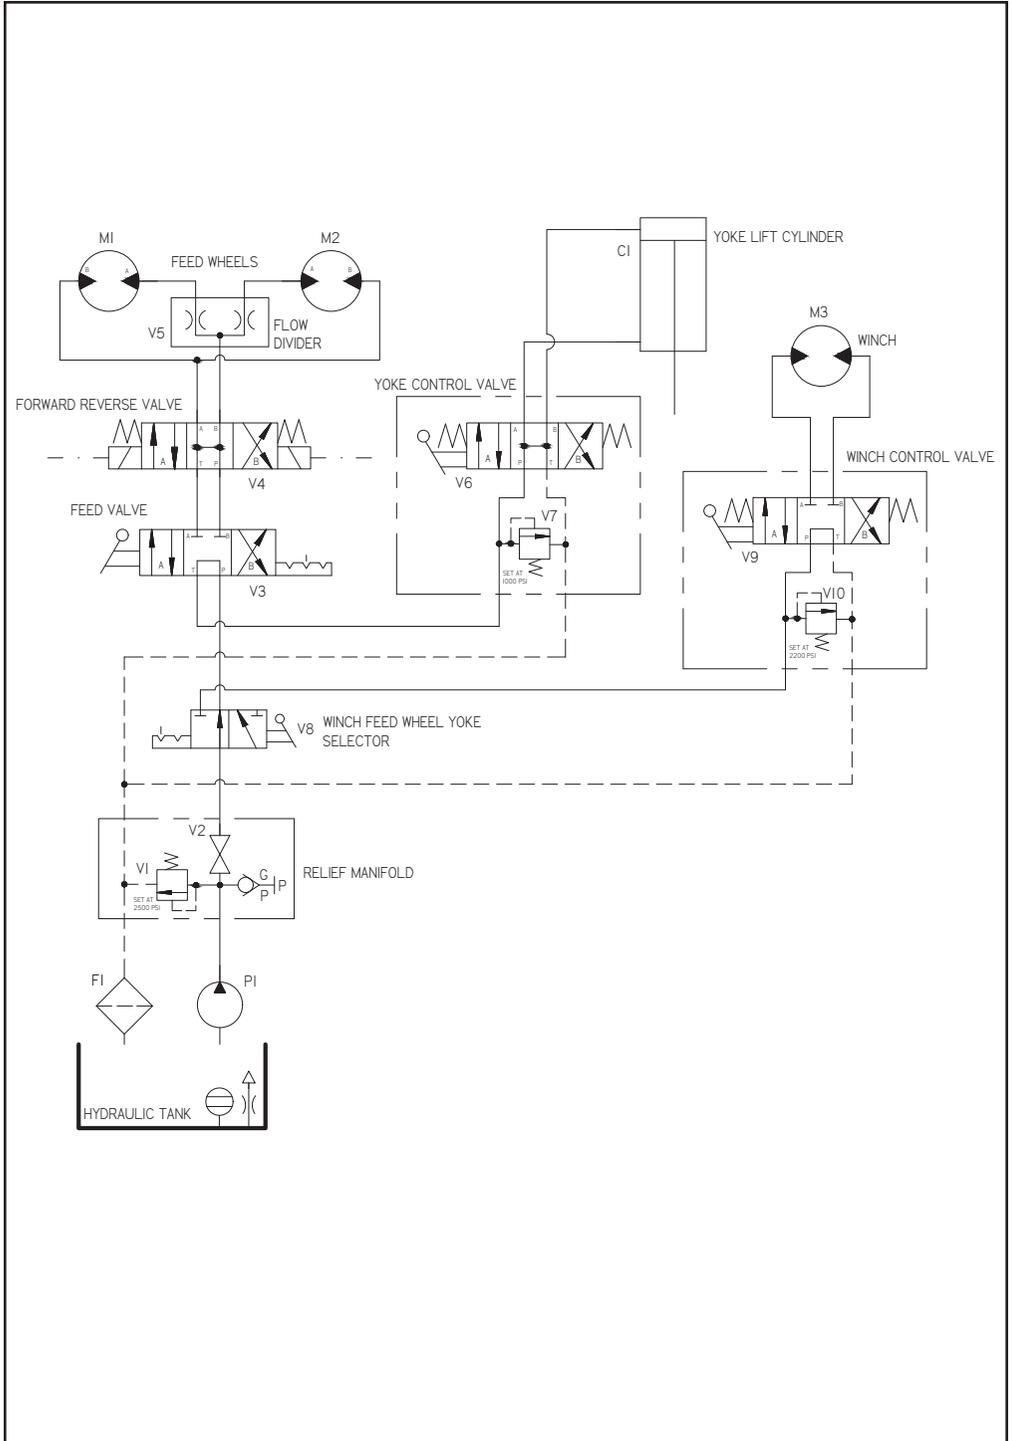 M1
M2
FEED WHEELS
B
A
A
B
V5
FLOW
DIVIDER
YOKE LIFT CYLINDER
C1
M3
WINCH
YOKE CONTROL VALVE
FORWARD REVERSE VALVE
A
B
A
T
P
B
V4
A
B
A
P
T
B
V6
WINCH CONTROL VALVE
FEED VALVE
A
B
A
T
P
B
V3
V7
SET AT
1000 PSI
A
B
A
P
T
B
V9
V10
SET AT
2200 PSI
I
V8
WINCH FEED WHEEL YOKE
SELECTOR
I
V2
V1
SET AT
2500 PSI
G
P
P
RELIEF MANIFOLD
F1
P1
HYDRAULIC TANK